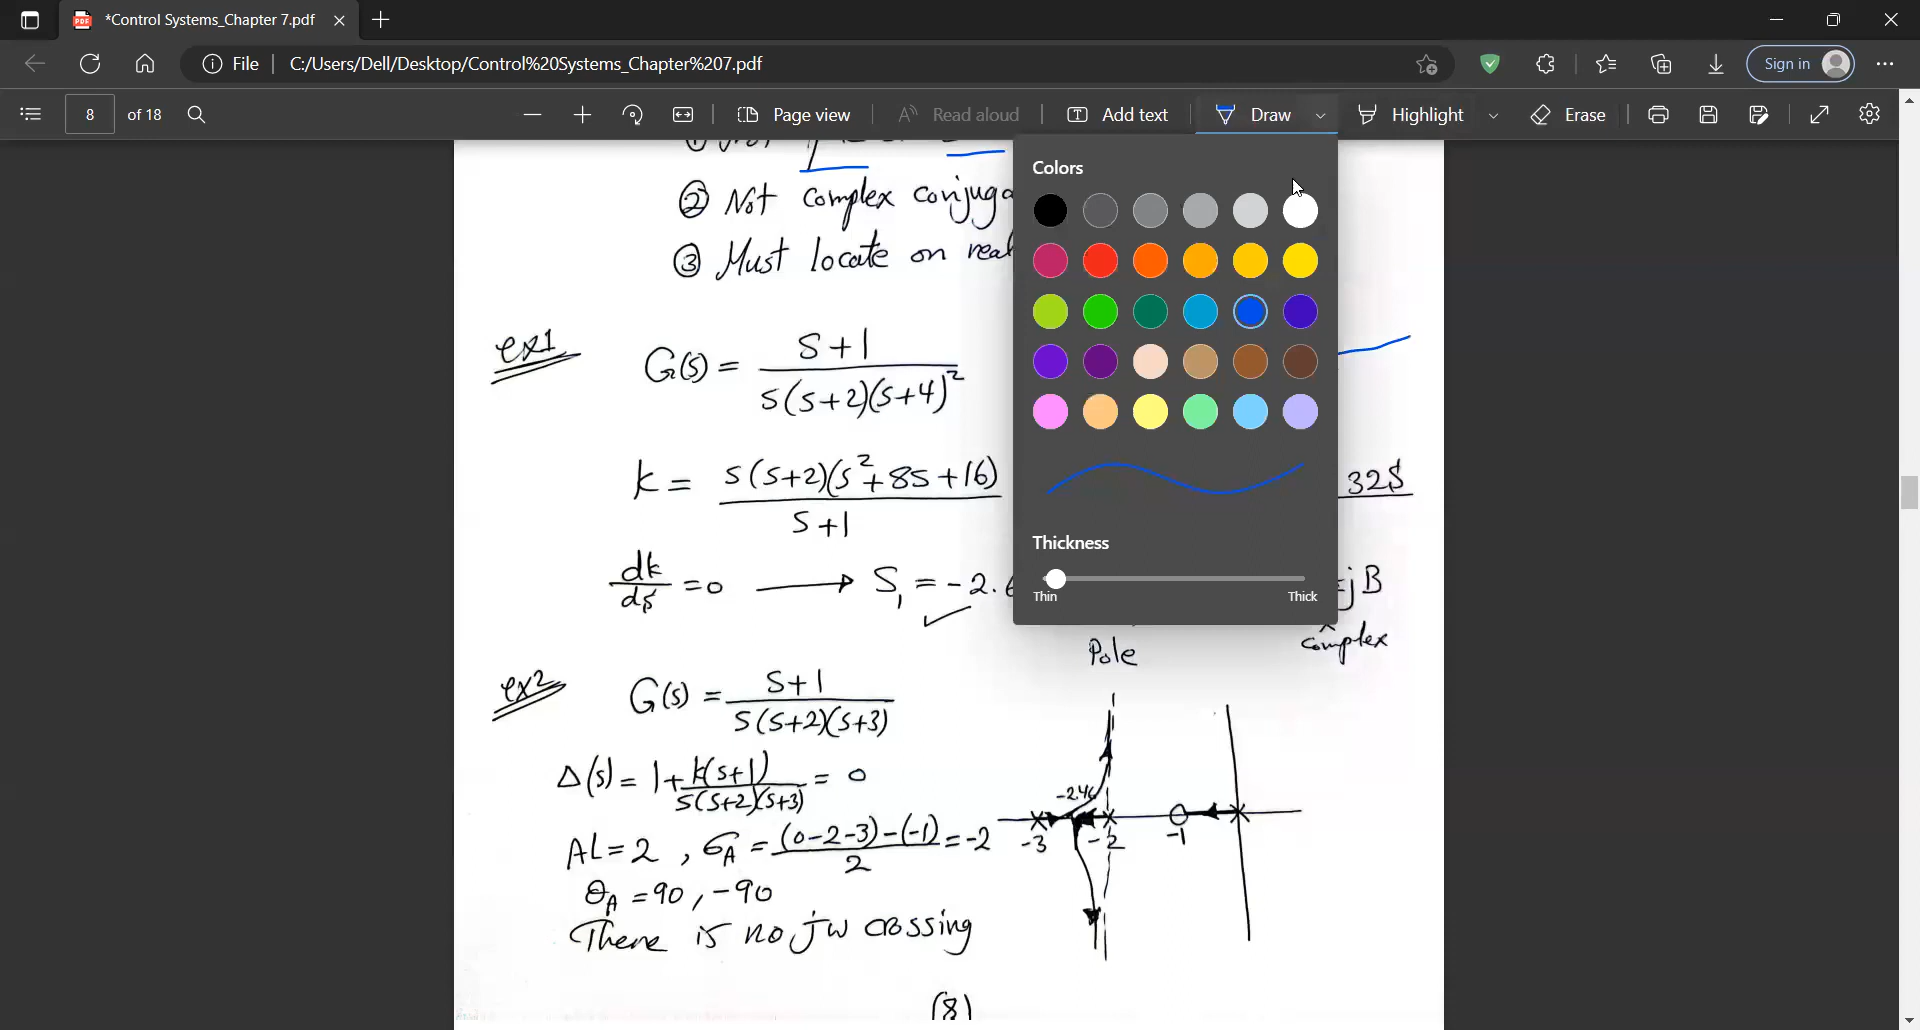 *Control Systems_Chapter 7.pdf
File
C:/Users/Dell/Desktop/Control%20Systems_Chapter%207.pdf
Sign in
8 of 18
Page view
Read aloud
Add text
Draw
Highlight
Erase
Colors
Thickness
Thin
Thick
② Not complex conjuga
③ Must locate on real
ex1 G(s) = S+1 / S(S+2)(S+4)²
k = S(S+2)(S²+8S+16) / S+1
32S
dk/ds = 0 → S₁ = -2.6
=jB
Pole
complex
ex2 G(s) = S+1 / S(S+2)(S+3)
Δ(s) = 1+ k(S+1) / S(S+2)(S+3) = 0
AL=2 , σA = (0-2-3)-(-1) / 2 = -2
θA = 90 , -90
There is no jw crossing
-2.46
-3 -2 -1
(8)